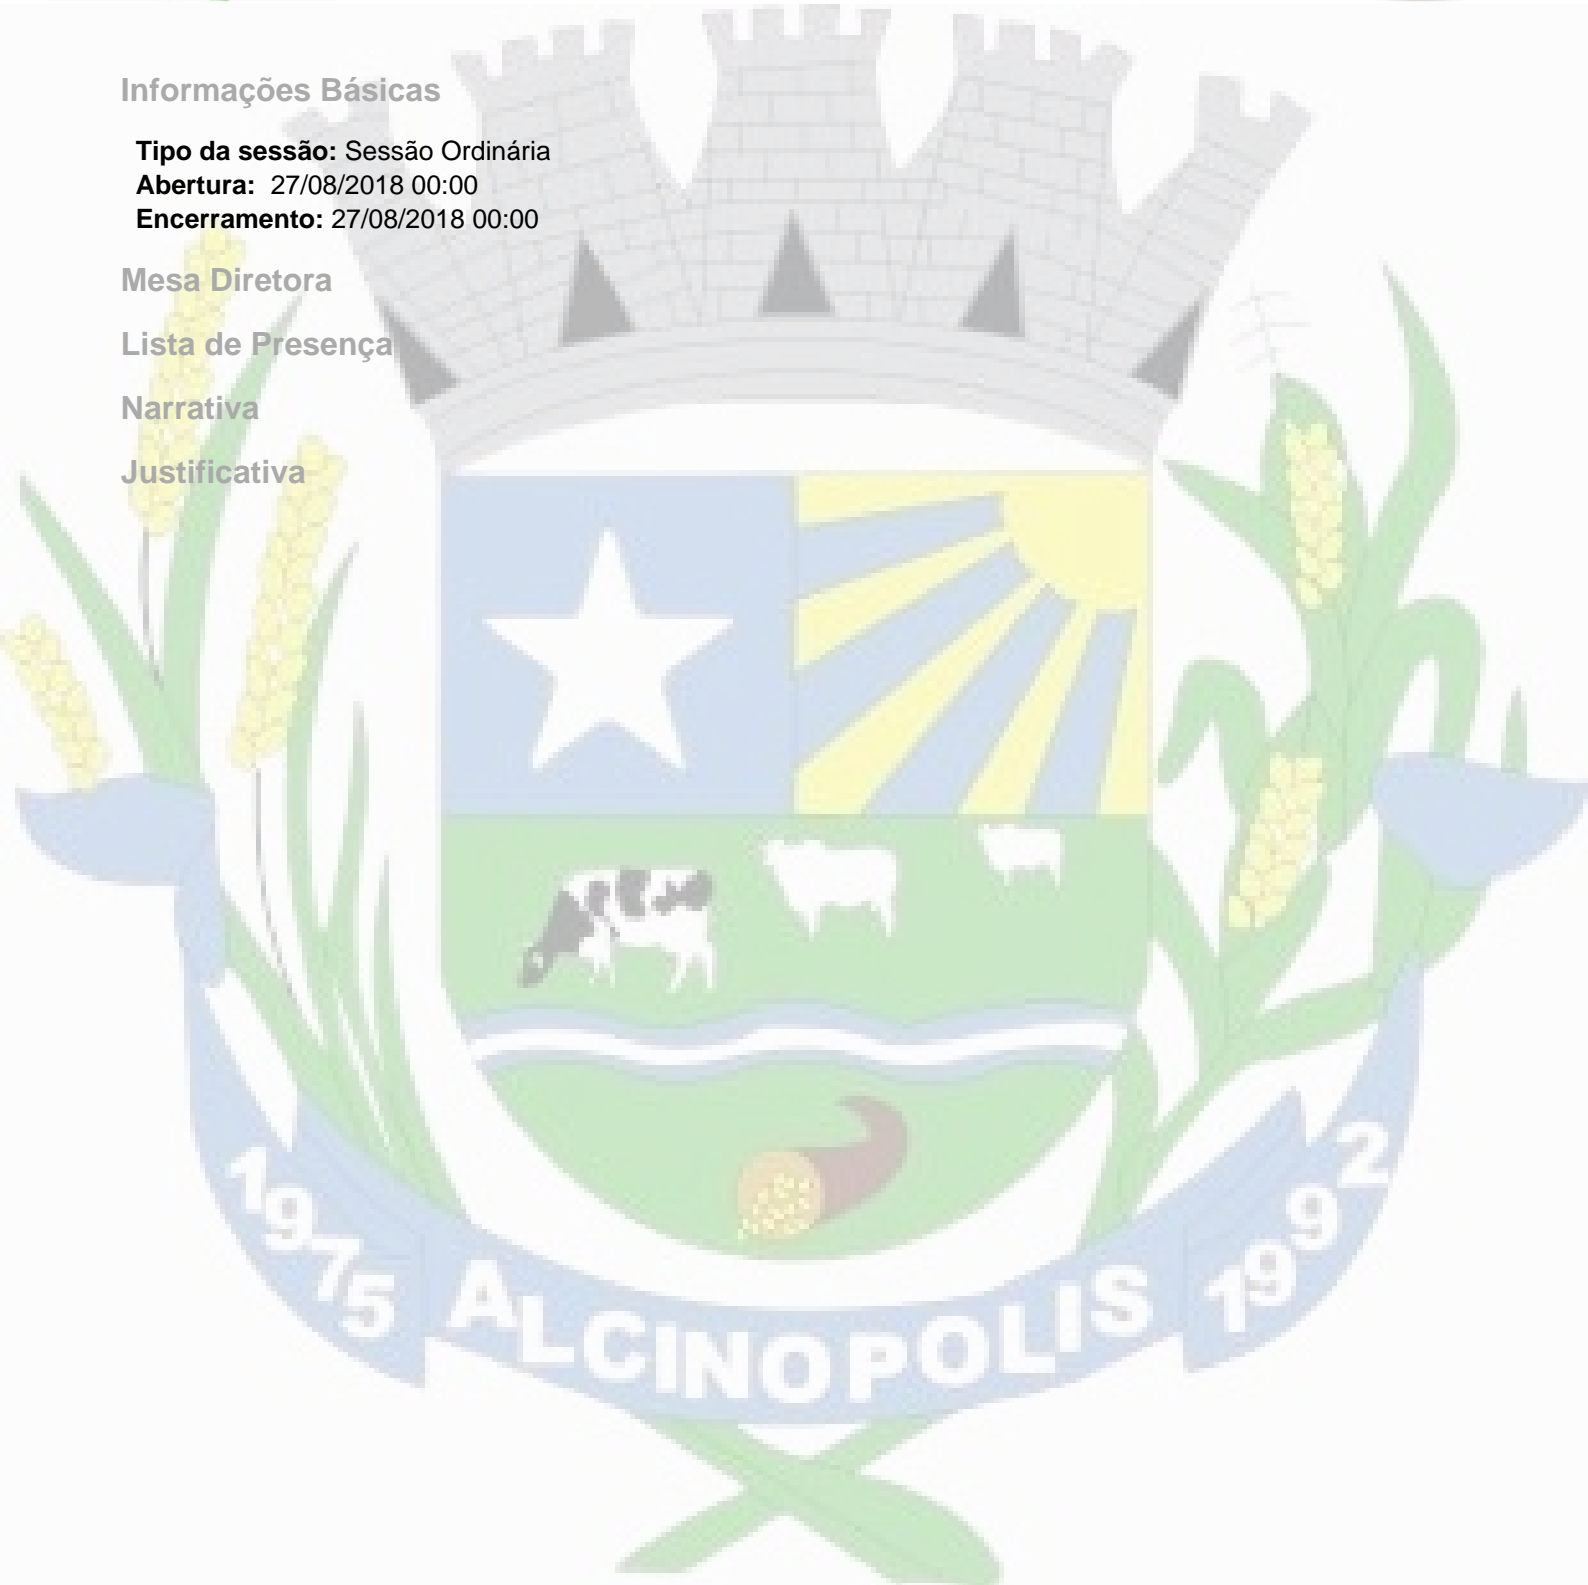 Informações Básicas
Tipo da sessão: Sessão Ordinária
Abertura: 27/08/2018 00:00
Encerramento: 27/08/2018 00:00
Mesa Diretora
Lista de Presença
Narrativa
Justificativa
1975 ALCINOPOLIS 1992